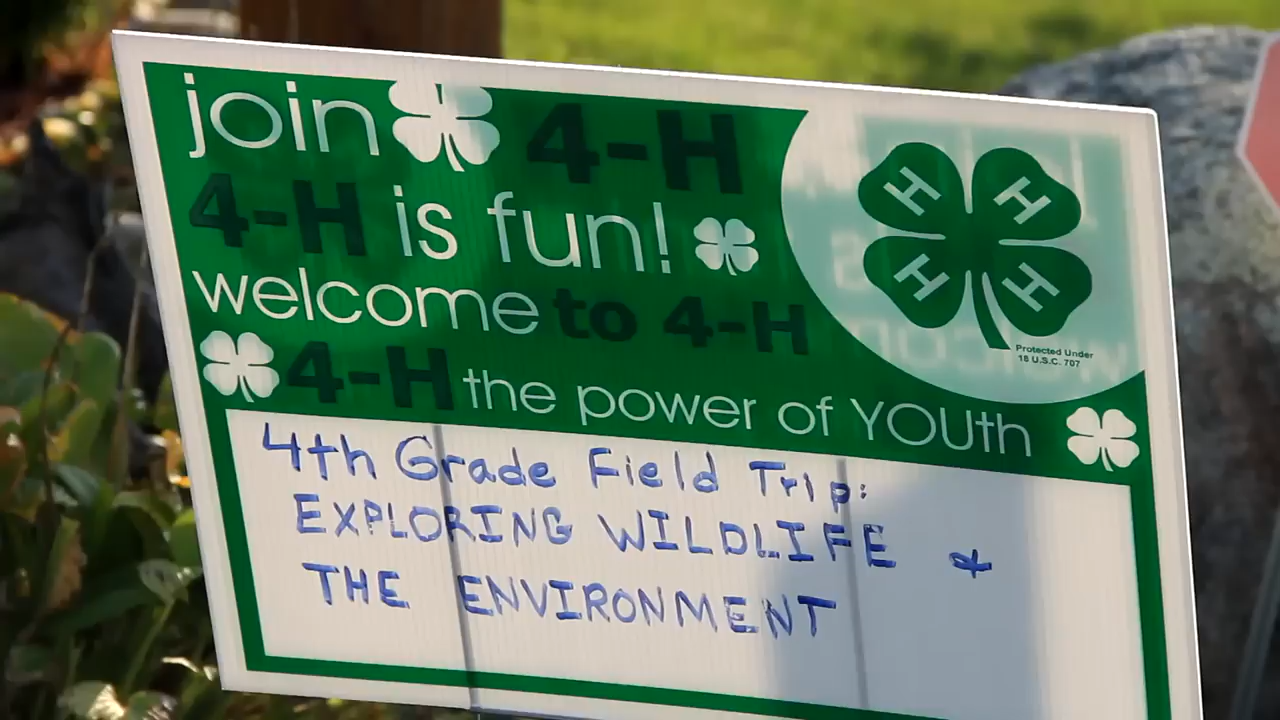 join 4-H
4-H is fun!
welcome to 4-H
4-H the power of YOUth
H H
H H
Protected Under
18 U.S.C. 707
4th Grade Field Trip:
EXPLORING WILDLIFE &
THE ENVIRONMENT